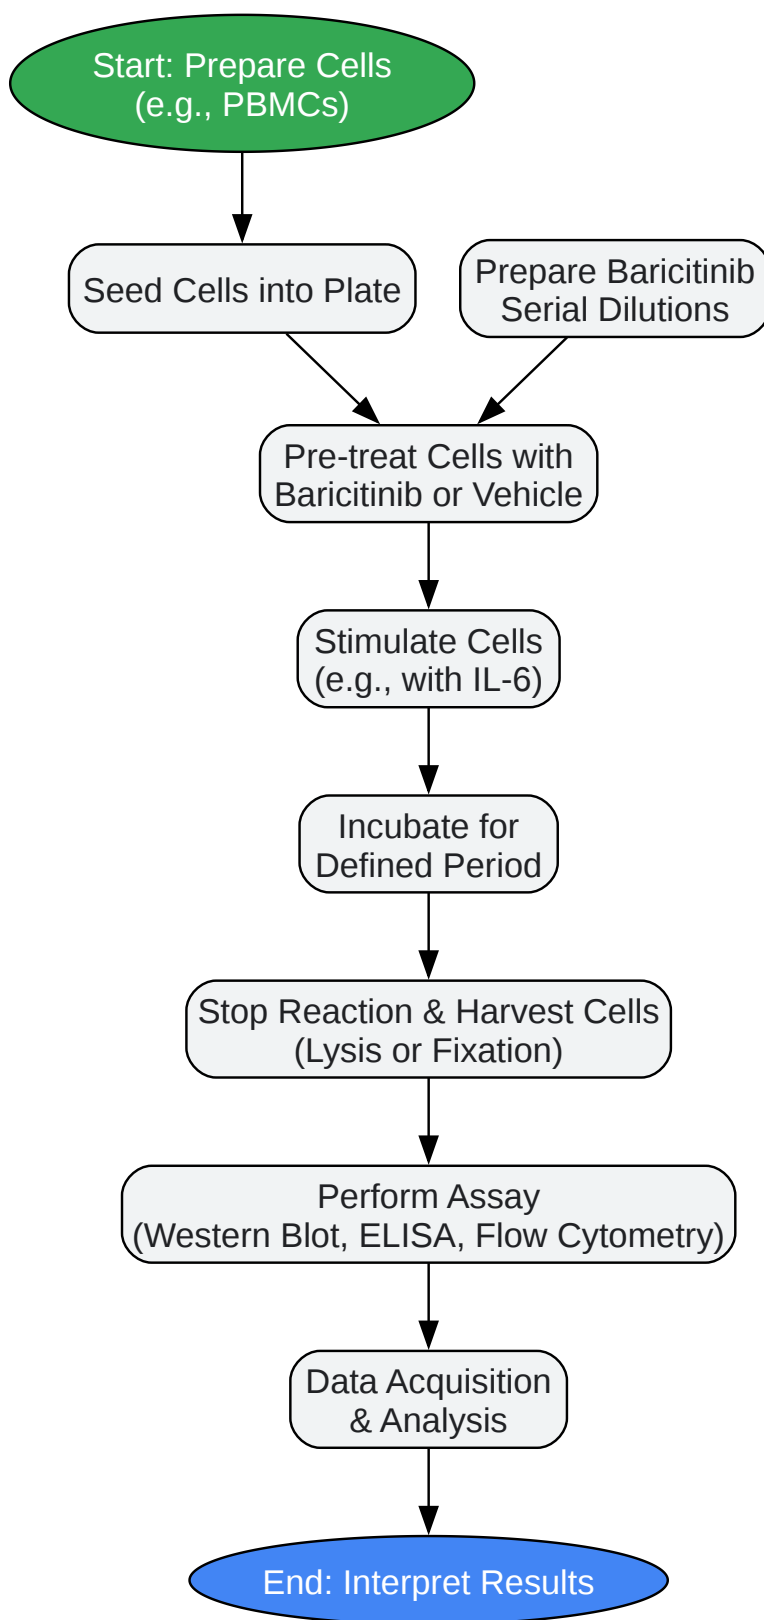 Start: Prepare Cells
(e.g., PBMCs)
Seed Cells into Plate
Prepare Baricitinib
Serial Dilutions
Pre-treat Cells with
Baricitinib or Vehicle
Stimulate Cells
(e.g., with IL-6)
Incubate for
Defined Period
Stop Reaction & Harvest Cells
(Lysis or Fixation)
Perform Assay
(Western Blot, ELISA, Flow Cytometry)
Data Acquisition
& Analysis
End: Interpret Results